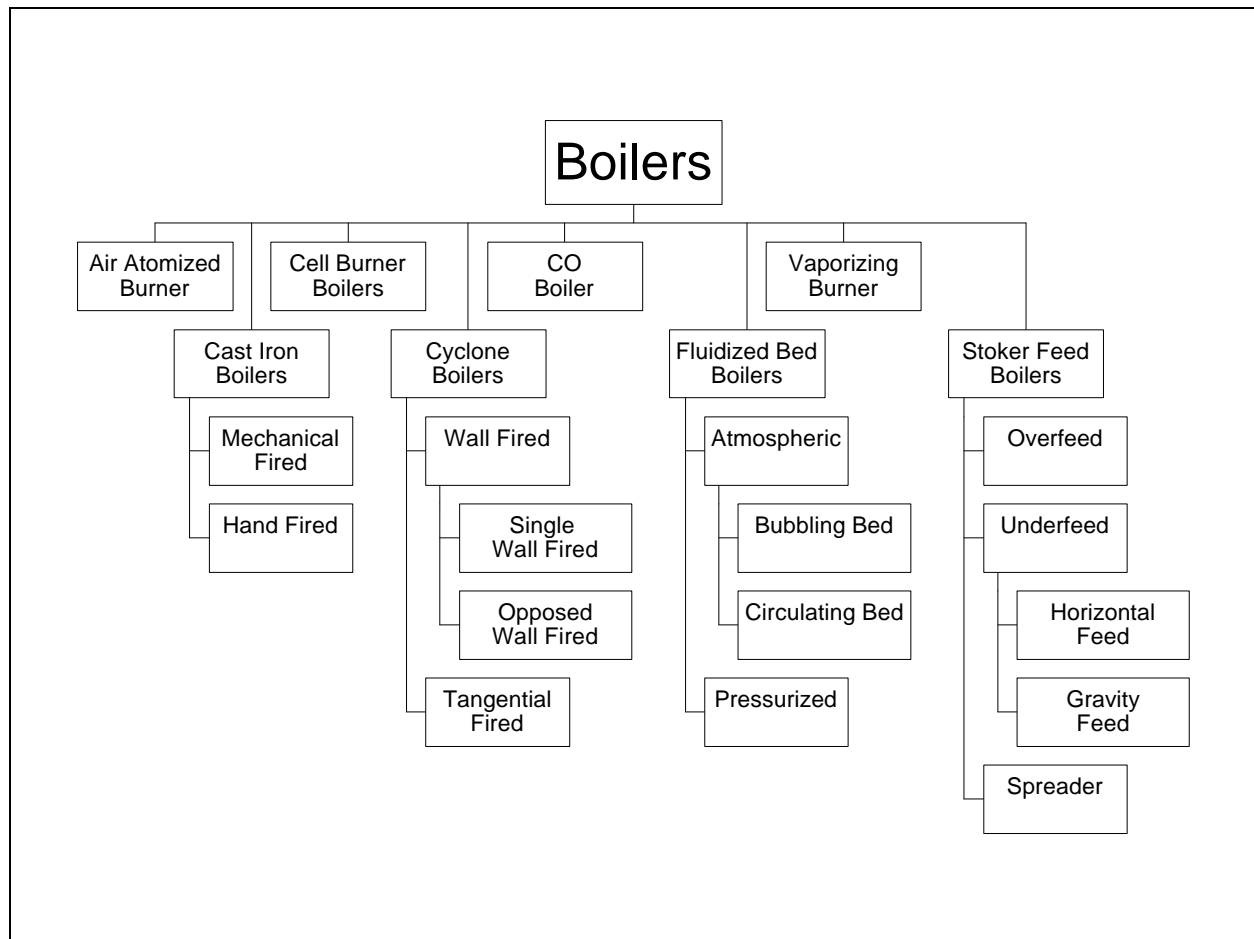 Boilers
Air Atomized
Burner
Cell Burner
Boilers
CO
Boiler
Vaporizing
Burner
Cast Iron
Boilers
Cyclone
Boilers
Fluidized Bed
Boilers
Stoker Feed
Boilers
Mechanical
Fired
Wall Fired
Atmospheric
Overfeed
Hand Fired
Single
Wall Fired
Bubbling Bed
Underfeed
Opposed
Wall Fired
Circulating Bed
Horizontal
Feed
Tangential
Fired
Pressurized
Gravity
Feed
Spreader